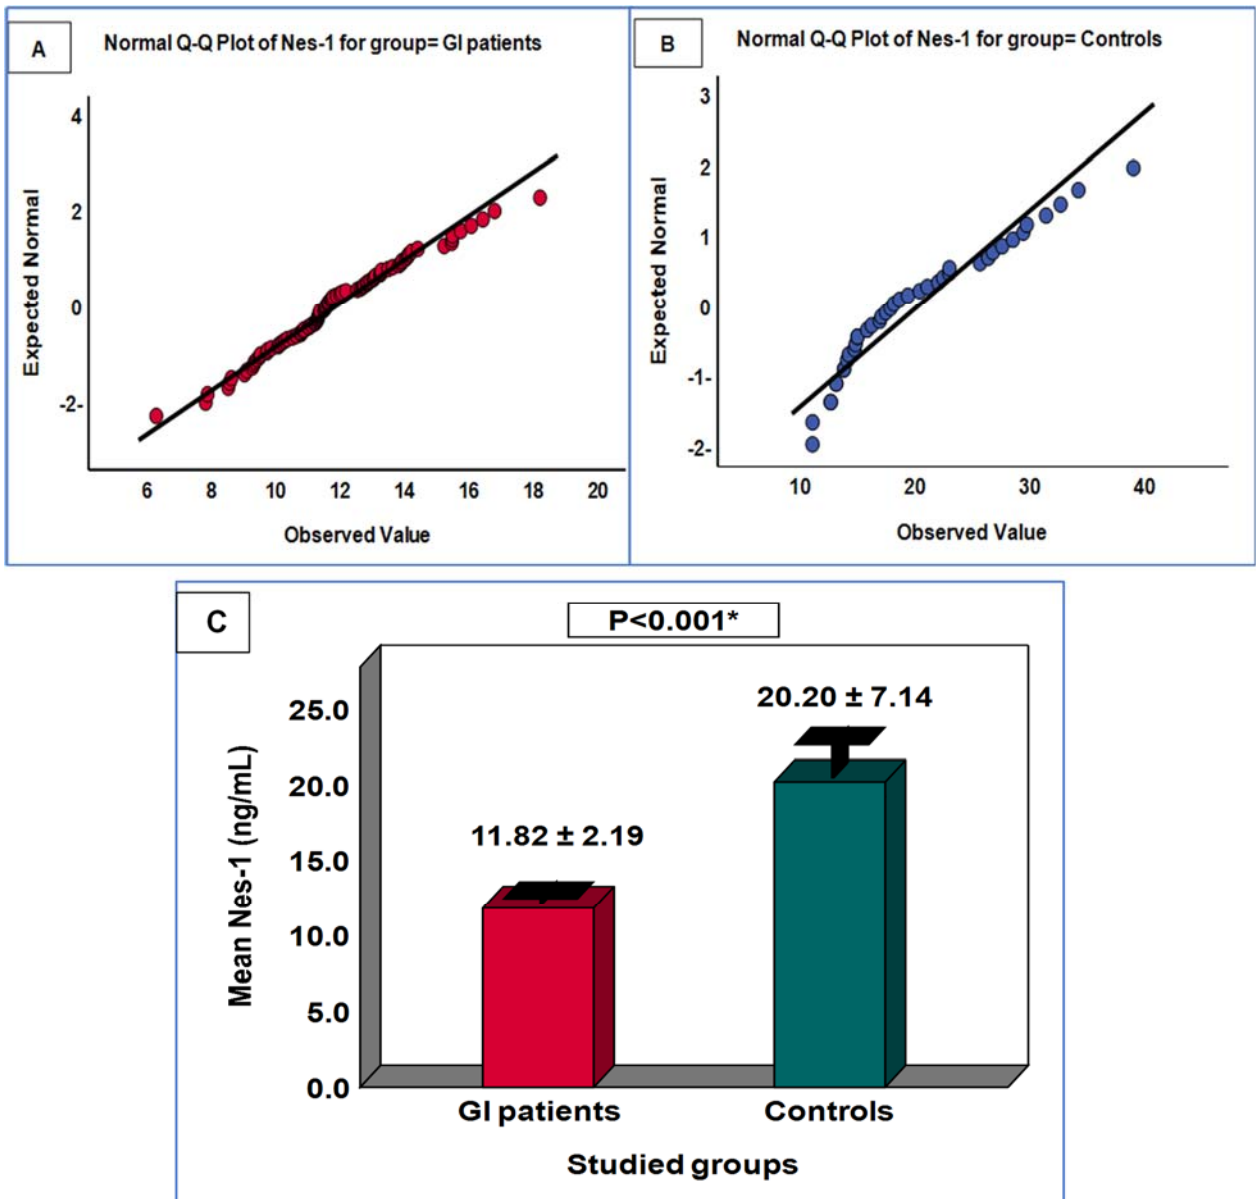 A
Normal Q-Q Plot of Nes-1 for group= GI patients
4
2
0
-2-
Expected Normal
6 8 10 12 14 16 18 20
Observed Value
B
Normal Q-Q Plot of Nes-1 for group= Controls
3
2
1
0
-1-
-2-
Expected Normal
10 20 30 40
Observed Value
C
P<0.001*
25.0
20.0
15.0
10.0
5.0
0.0
Mean Nes-1 (ng/mL)
20.20 ± 7.14
11.82 ± 2.19
GI patients Controls
Studied groups